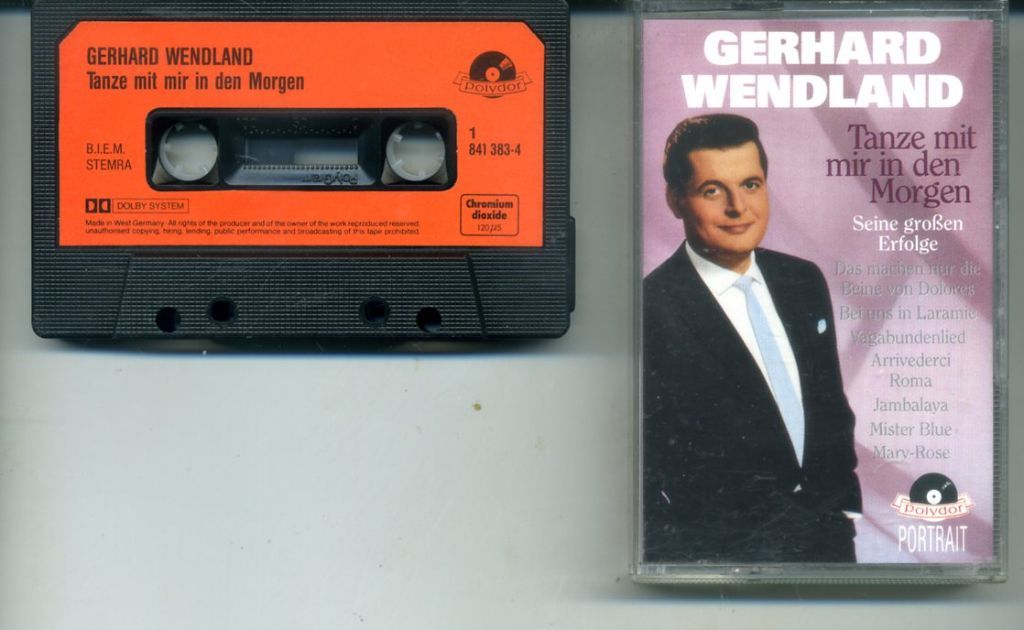 GERHARD WENDLAND
Tanze mit mir in den Morgen
Polydor
B.I.E.M.
STEMRA
1
841 383-4
PolyGram
DOLBY SYSTEM
Chromium
dioxide
120 µs
Made in West Germany All rights of the producer and of the owner of the work reproduced reserved
unauthorised copying, hiring, lending, public performance and broadcasting of this tape prohibited
GERHARD
WENDLAND
Tanze mit
mir in den
Morgen
Seine großen
Erfolge
Das machen nur die
Beine von Dolores
Bei uns in Laramie
Vagabundenlied
Arrivederci
Roma
Jambalaya
Mister Blue
Mary-Rose
Polydor
PORTRAIT